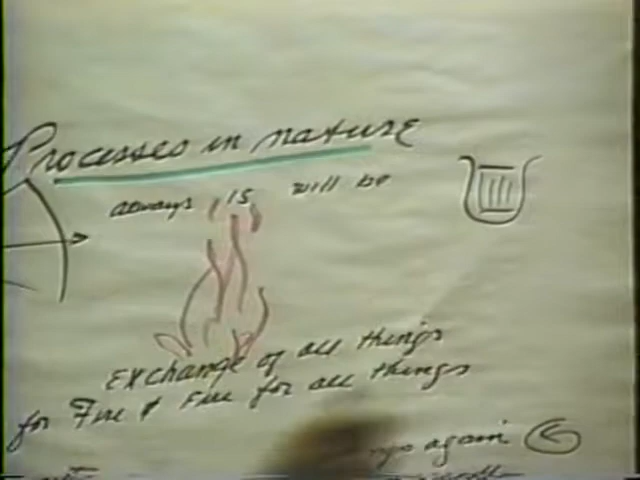 Processes in nature
always is will be
Exchange of all things
for Fire & Fire for all things
again